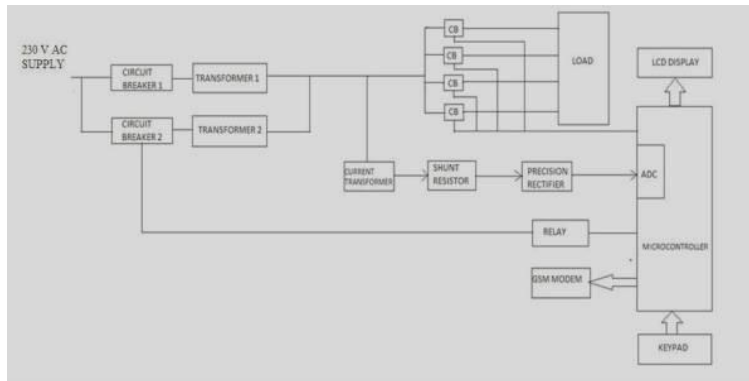 230 V AC
SUPPLY
CIRCUIT
BREAKER 1
TRANSFORMER 1
CIRCUIT
BREAKER 2
TRANSFORMER 2
CB
CB
CB
CB
LOAD
LCD DISPLAY
CURRENT
TRANSFORMER
SHUNT
RESISTOR
PRECISION
RECTIFIER
ADC
RELAY
MICROCONTROLLER
GSM MODEM
KEYPAD